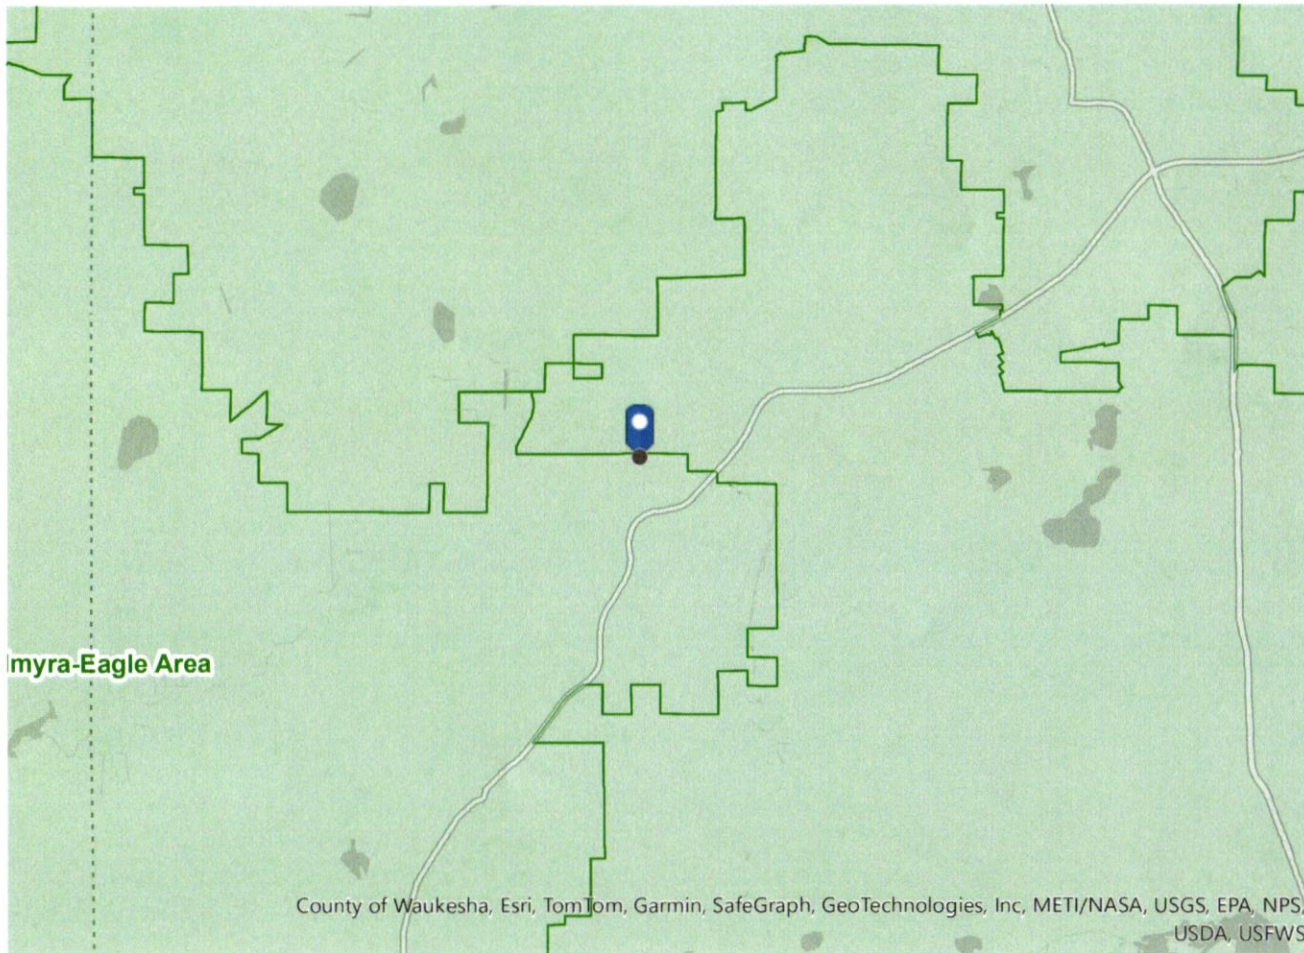 lmyra-Eagle Area
County of Waukesha, Esri, TomTom, Garmin, SafeGraph, GeoTechnologies, Inc, METI/NASA, USGS, EPA, NPS,
USDA, USFWS